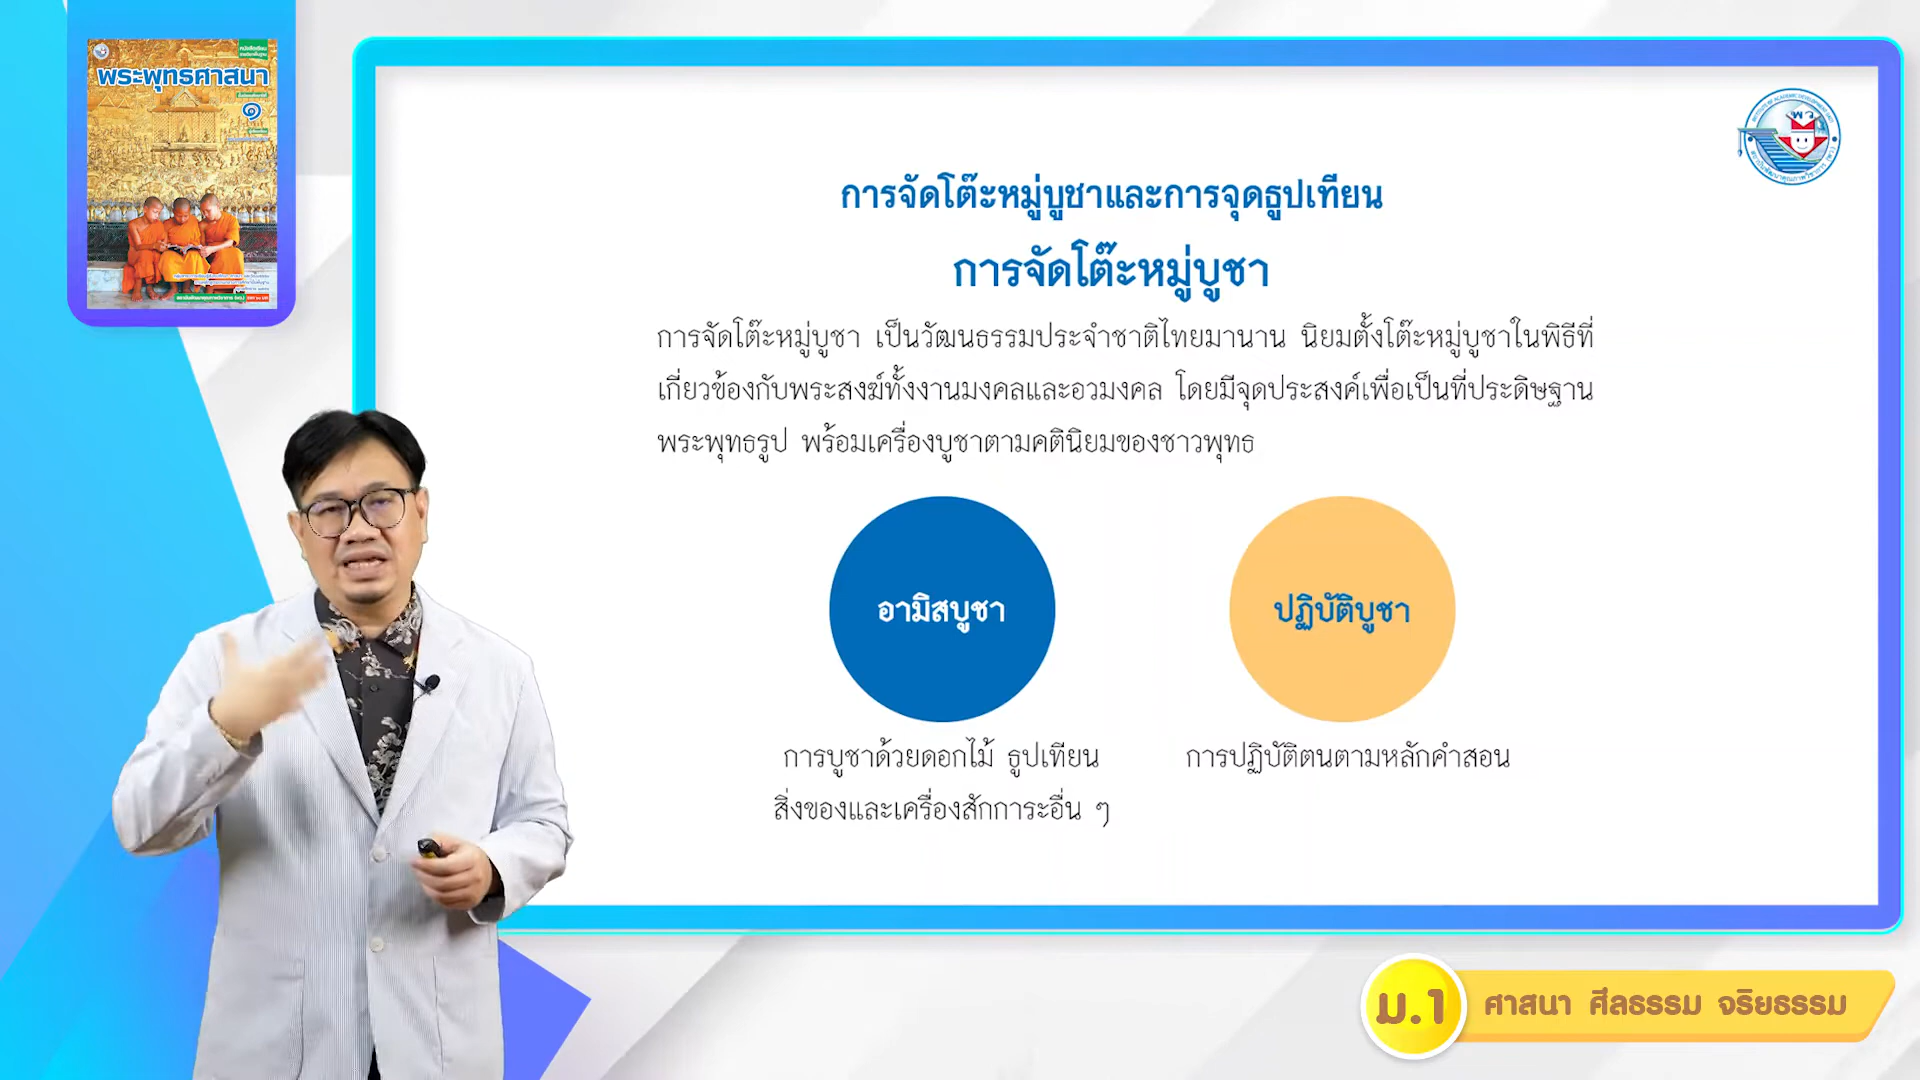 พระพุทธศาสนา
๑
พว
การจัดโต๊ะหมู่บูชาและการจุดธูปเทียน
การจัดโต๊ะหมู่บูชา
การจัดโต๊ะหมู่บูชา เป็นวัฒนธรรมประจำชาติไทยมานาน นิยมตั้งโต๊ะหมู่บูชาในพิธีที่
เกี่ยวข้องกับพระสงฆ์ทั้งงานมงคลและอวมงคล โดยมีจุดประสงค์เพื่อเป็นที่ประดิษฐาน
พระพุทธรูป พร้อมเครื่องบูชาตามคตินิยมของชาวพุทธ
อามิสบูชา
ปฏิบัติบูชา
การบูชาด้วยดอกไม้ ธูปเทียน
สิ่งของและเครื่องสักการะอื่น ๆ
การปฏิบัติตนตามหลักคำสอน
ม.1
ศาสนา ศีลธรรม จริยธรรม